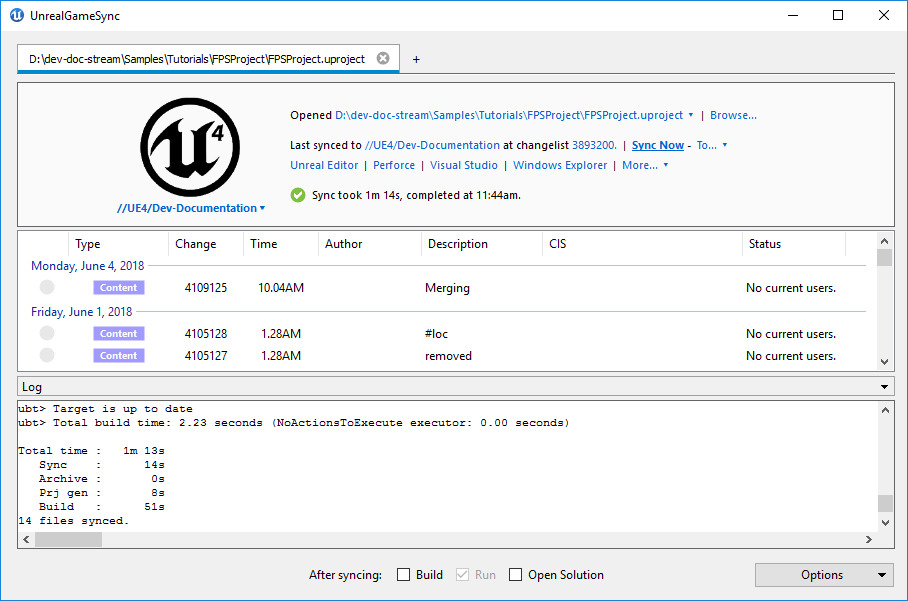 UnrealGameSync
D:\dev-doc-stream\Samples\Tutorials\FPSProject\FPSProject.uproject
+
Opened D:\dev-doc-stream\Samples\Tutorials\FPSProject\FPSProject.uproject | Browse...
Last synced to //UE4/Dev-Documentation at changelist 3893200. | Sync Now - To...
Unreal Editor | Perforce | Visual Studio | Windows Explorer | More...
Sync took 1m 14s, completed at 11:44am.
4
//UE4/Dev-Documentation
Type Change Time Author Description CIS Status
Monday, June 4, 2018
Content 4109125 10.04AM Merging No current users.
Friday, June 1, 2018
Content 4105128 1.28AM #loc No current users.
Content 4105127 1.28AM removed No current users.
Log
ubt> Target is up to date
ubt> Total build time: 2.23 seconds (NoActionsToExecute executor: 0.00 seconds)
Total time : 1m 13s
Sync : 14s
Archive : 0s
Prj gen : 8s
Build : 51s
14 files synced.
After syncing: Build Run Open Solution Options